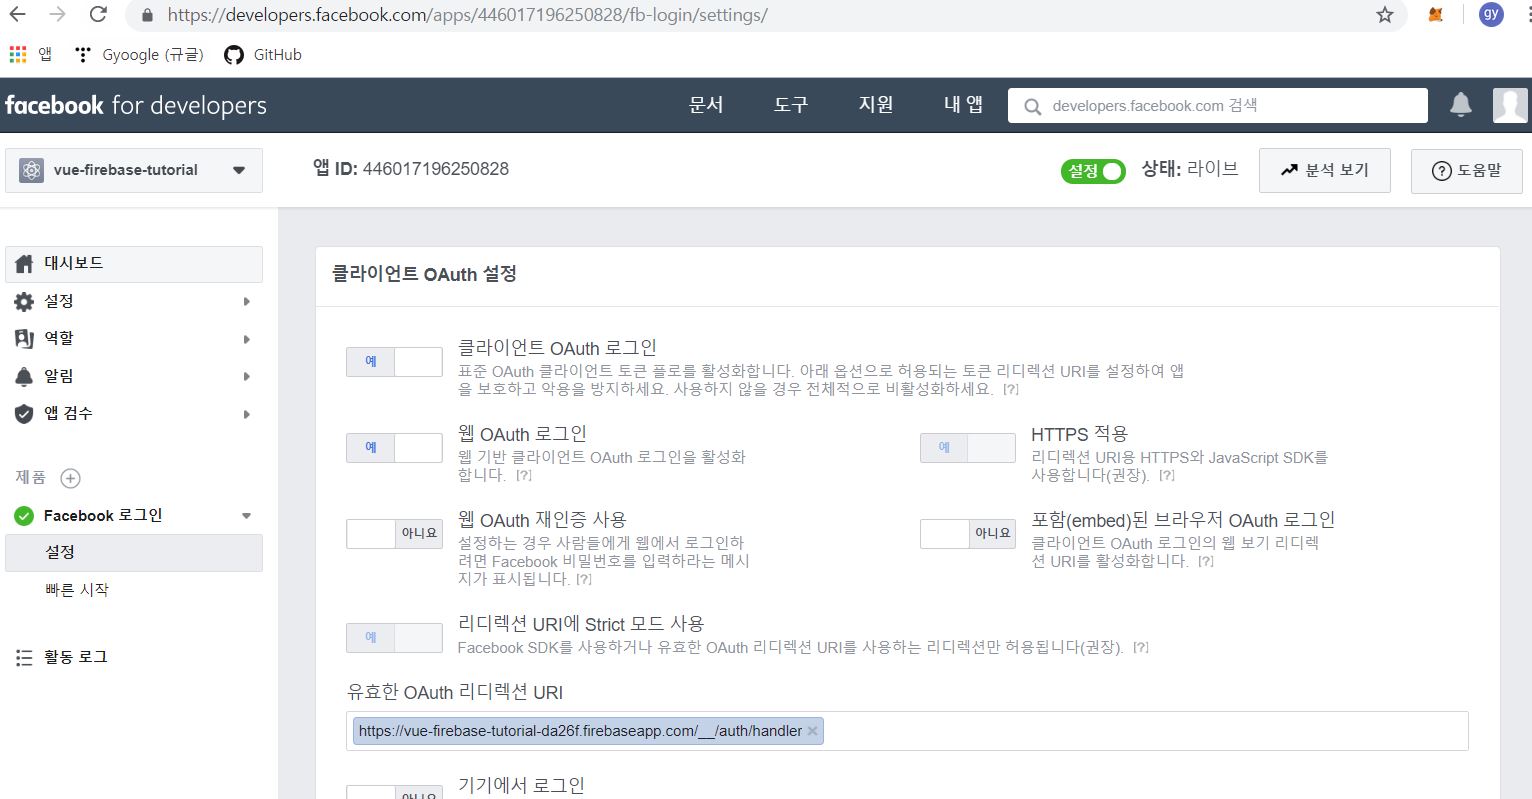 https://developers.facebook.com/apps/446017196250828/fb-login/settings/
gy
앱 Gyoogle (규글) GitHub
facebook for developers 문서 도구 지원 내 앱 developers.facebook.com 검색
vue-firebase-tutorial 앱 ID: 446017196250828 설정 상태: 라이브 분석 보기 도움말
대시보드
설정
역할
알림
앱 검수
제품
Facebook 로그인
설정
빠른 시작
활동 로그
클라이언트 OAuth 설정
예 클라이언트 OAuth 로그인
표준 OAuth 클라이언트 토큰 플로를 활성화합니다. 아래 옵션으로 허용되는 토큰 리디렉션 URI를 설정하여 앱
을 보호하고 악용을 방지하세요. 사용하지 않을 경우 전체적으로 비활성화하세요. [?]
예 웹 OAuth 로그인
웹 기반 클라이언트 OAuth 로그인을 활성화
합니다. [?]
예 HTTPS 적용
리디렉션 URI용 HTTPS와 JavaScript SDK를
사용합니다(권장). [?]
아니요 웹 OAuth 재인증 사용
설정하는 경우 사람들에게 웹에서 로그인하
려면 Facebook 비밀번호를 입력하라는 메시
지가 표시됩니다. [?]
아니요 포함(embed)된 브라우저 OAuth 로그인
클라이언트 OAuth 로그인의 웹 보기 리디렉
션 URI를 활성화합니다. [?]
예 리디렉션 URI에 Strict 모드 사용
Facebook SDK를 사용하거나 유효한 OAuth 리디렉션 URI를 사용하는 리디렉션만 허용됩니다(권장). [?]
유효한 OAuth 리디렉션 URI
https://vue-firebase-tutorial-da26f.firebaseapp.com/__/auth/handler
아니요 기기에서 로그인